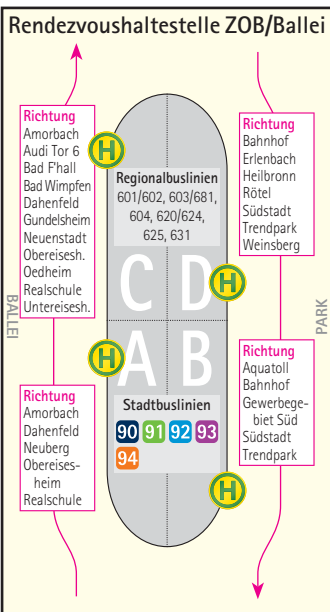 Rendezvoushaltestelle ZOB/Ballei
Richtung
Amorbach
Audi Tor 6
Bad F'hall
Bad Wimpfen
Dahenfeld
Gundelsheim
Neuenstadt
Obereisesh.
Oedheim
Realschule
Untereisesh.
H
Regionalbuslinien
601/602, 603/681,
604, 620/624,
625, 631
Richtung
Bahnhof
Erlenbach
Heilbronn
Rötel
Südstadt
Trendpark
Weinsberg
C D
H
BALLEI
PARK
H
A B
Richtung
Amorbach
Dahenfeld
Neuberg
Obereises-
heim
Realschule
Stadtbuslinien
90 91 92 93
94
Richtung
Aquatoll
Bahnhof
Gewerbege-
biet Süd
Südstadt
Trendpark
H